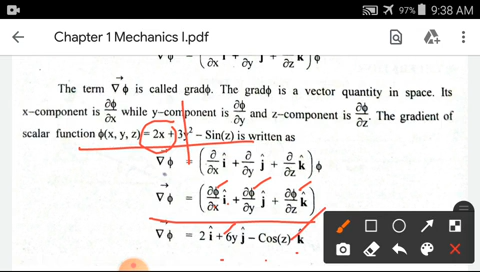 97% 9:38 AM
Chapter 1 Mechanics I.pdf
∇ φ = (∂/∂x î + ∂/∂y ĵ + ∂/∂z k̂) φ
The term ∇⃗ φ is called gradφ. The gradφ is a vector quantity in space. Its
x-component is ∂φ/∂x while y-component is ∂φ/∂y and z-component is ∂φ/∂z. The gradient of
scalar function φ(x, y, z) = 2x + 3y² – Sin(z) is written as
∇⃗ φ = (∂/∂x î + ∂/∂y ĵ + ∂/∂z k̂) φ
∇⃗ φ = (∂φ/∂x î + ∂φ/∂y ĵ + ∂φ/∂z k̂)
∇⃗ φ = 2 î + 6y ĵ – Cos(z) k̂